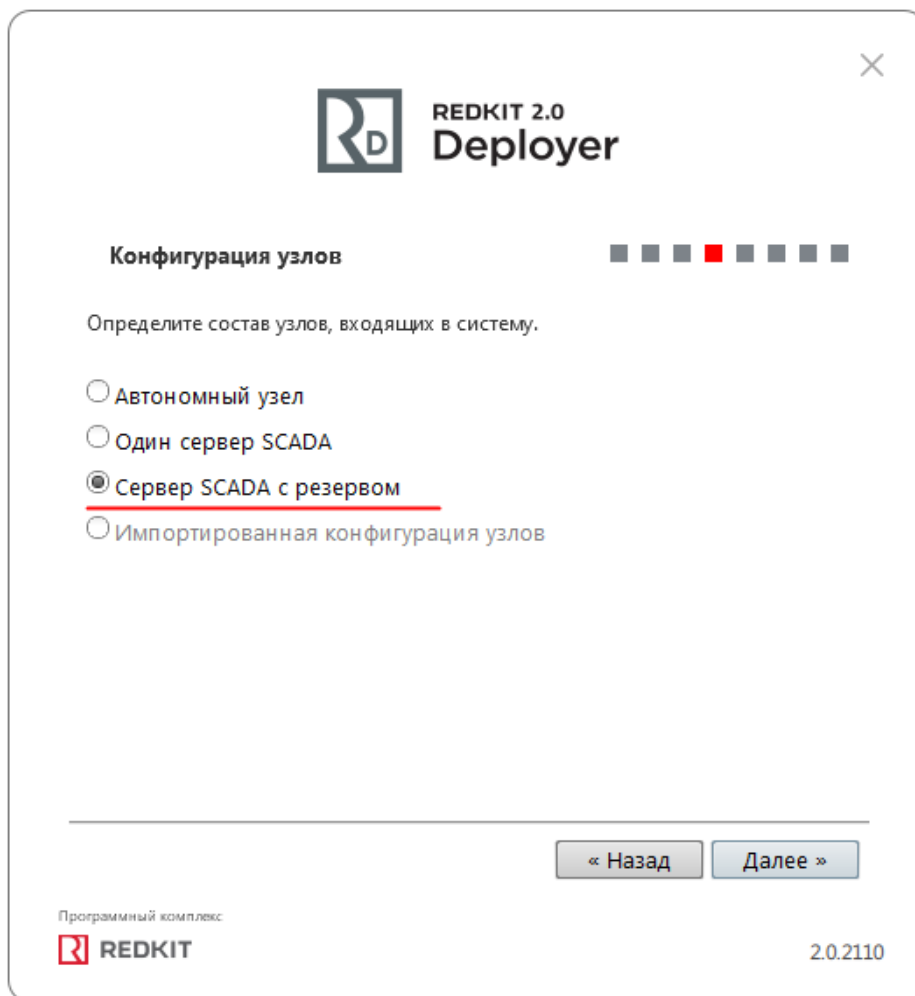 REDKIT 2.0
Deployer
Конфигурация узлов
Определите состав узлов, входящих в систему.
Автономный узел
Один сервер SCADA
Сервер SCADA с резервом
Импортированная конфигурация узлов
« Назад
Далее »
Программный комплекс
REDKIT
2.0.2110